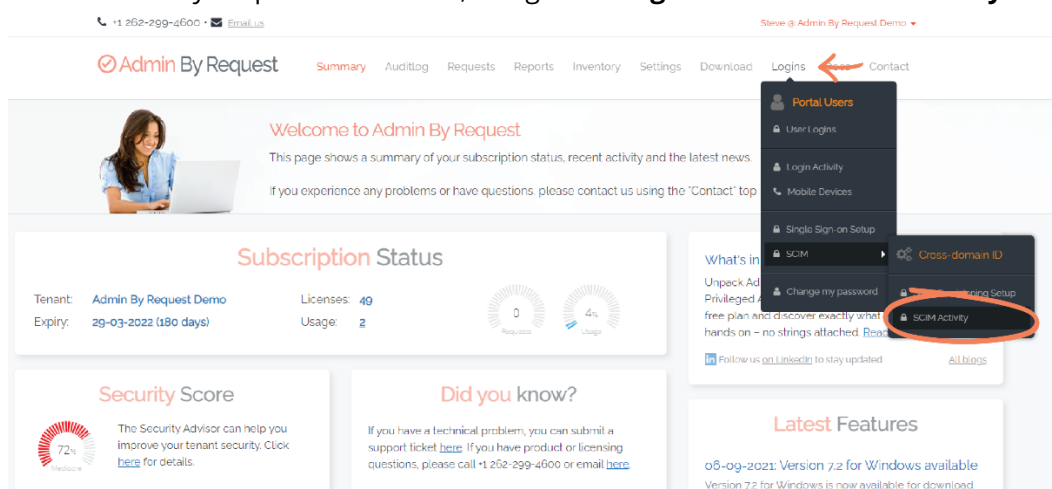 +1 262-299-4600 • Email us
Steve @ Admin By Request Demo
Admin By Request
Summary Auditlog Requests Reports Inventory Settings Download Logins Docs Contact
Portal Users
User Logins
Login Activity
Mobile Devices
Single Sign-on Setup
SCIM
Change my password
Cross-domain ID
Setup
SCIM Activity
Welcome to Admin By Request
This page shows a summary of your subscription status, recent activity and the latest news.
If you experience any problems or have questions, please contact us using the "Contact" top
Subscription Status
Tenant: Admin By Request Demo Licenses: 49
Expiry: 29-03-2022 (180 days) Usage: 2
0
Requests
4%
Usage
What's in
Unpack Ad
Privileged A
free plan and discover exactly what
hands on – no strings attached. Read
Follow us on LinkedIn to stay updated
All blogs
Security Score
72%
Mediocre
The Security Advisor can help you
improve your tenant security. Click
here for details.
Did you know?
If you have a technical problem, you can submit a
support ticket here. If you have product or licensing
questions, please call +1 262-299-4600 or email here.
Latest Features
06-09-2021: Version 7.2 for Windows available
Version 7.2 for Windows is now available for download.